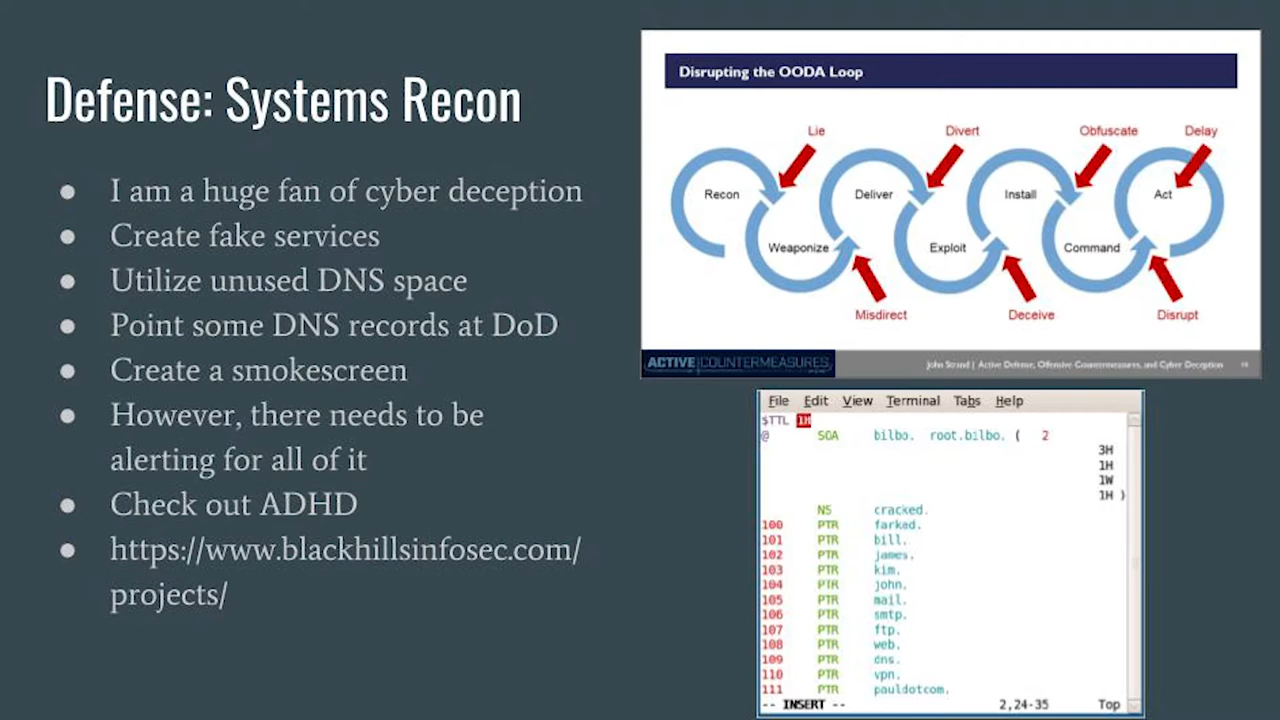 Defense: Systems Recon
● I am a huge fan of cyber deception
● Create fake services
● Utilize unused DNS space
● Point some DNS records at DoD
● Create a smokescreen
● However, there needs to be
alerting for all of it
● Check out ADHD
● https://www.blackhillsinfosec.com/
projects/
Disrupting the OODA Loop
Lie Divert Obfuscate Delay
Recon Deliver Install Act
Weaponize Exploit Command
Misdirect Deceive Disrupt
ACTIVE COUNTERMEASURES
John Strand | Active Defense, Offensive Countermeasures, and Cyber Deception
File Edit View Terminal Tabs Help
$TTL 1H
@ SOA bilbo. root.bilbo. ( 2
3H
1H
1W
1H )
NS cracked.
100 PTR farked.
101 PTR bill.
102 PTR james.
103 PTR kim.
104 PTR john.
105 PTR mail.
106 PTR smtp.
107 PTR ftp.
108 PTR web.
109 PTR dns.
110 PTR vpn.
111 PTR pauldotcom.
-- INSERT -- 2,24-35 Top